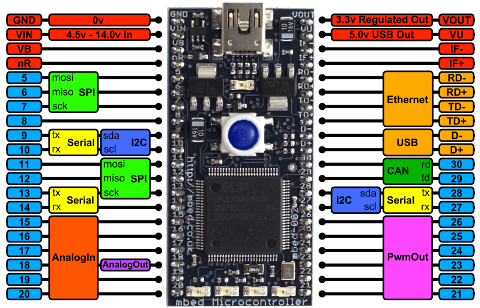 GND 0v 3.3v Regulated Out VOUT
VIN 4.5v - 14.0v In 5.0v USB Out VU
VB IF-
nR IF+
5 mosi RD-
6 miso SPI Ethernet RD+
7 sck TD-
8 TD+
9 tx Serial sda I2C USB D-
10 rx scl D+
11 mosi CAN rd 30
12 miso SPI td 29
13 tx Serial sck I2C sda Serial tx 28
14 rx scl rx 27
15 26
16 25
17 AnalogIn PwmOut 24
18 AnalogOut 23
19 22
20 21
http://mbed.co.uk
mbed Microcontroller